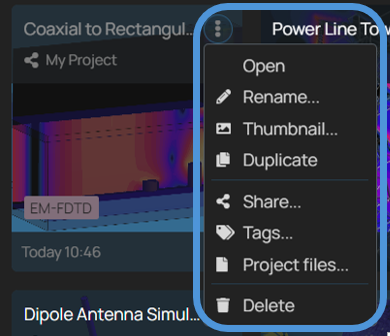 Coaxial to Rectangul...
Power Line Tow
My Project
Open
Rename...
Thumbnail...
Duplicate
EM-FDTD
Share...
Tags...
Today 10:46
Project files...
Delete
Dipole Antenna Simul...